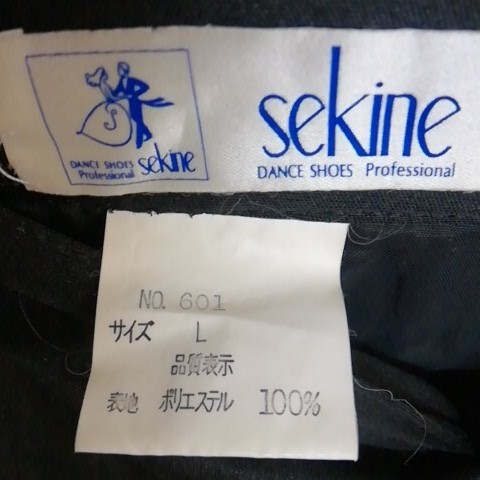 DANCE SHOES
Professional sekine
S
sekine
DANCE SHOES Professional
NO. 601
サイズ L
品質表示
表地 ポリエステル 100%